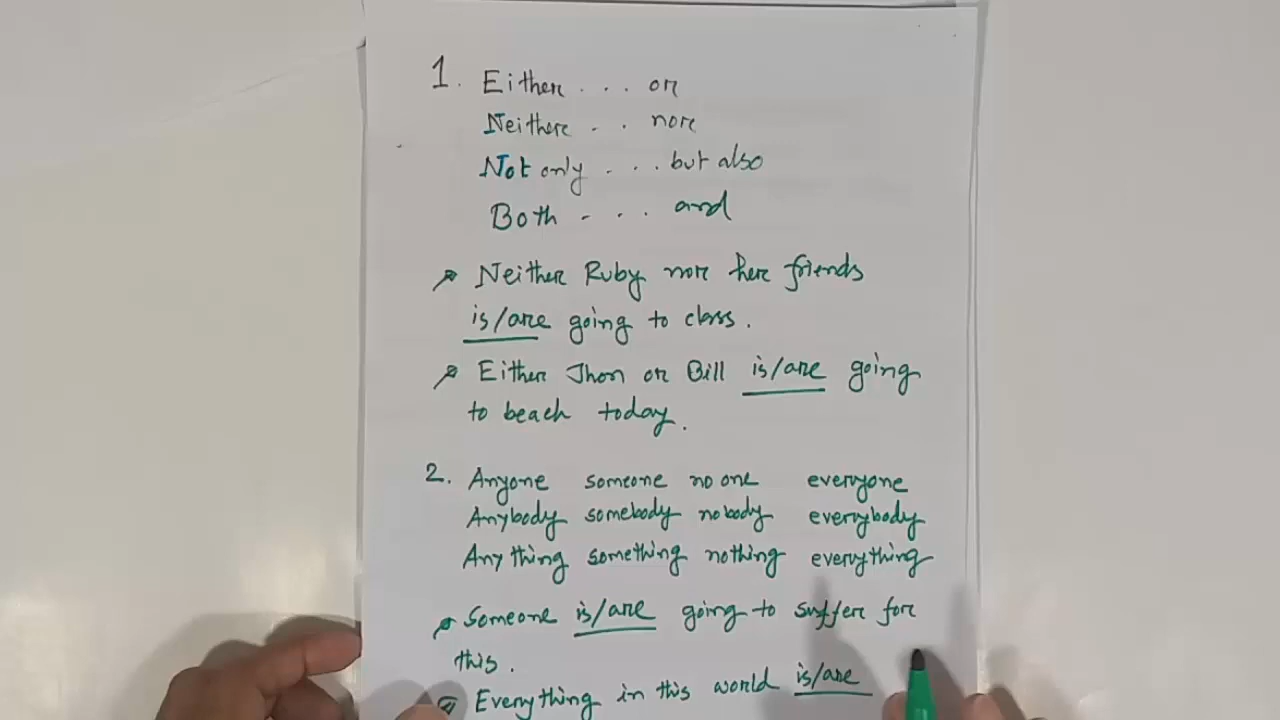 1. Either ... or
Neither ... nor
Not only ... but also
Both ... and
Neither Ruby nor her friends
is/are going to class.
Either Jhon or Bill is/are going
to beach today.
2. Anyone someone no one everyone
Anybody somebody nobody everybody
Any thing something nothing everything
Someone is/are going to suffer for
this.
Everything in this world is/are